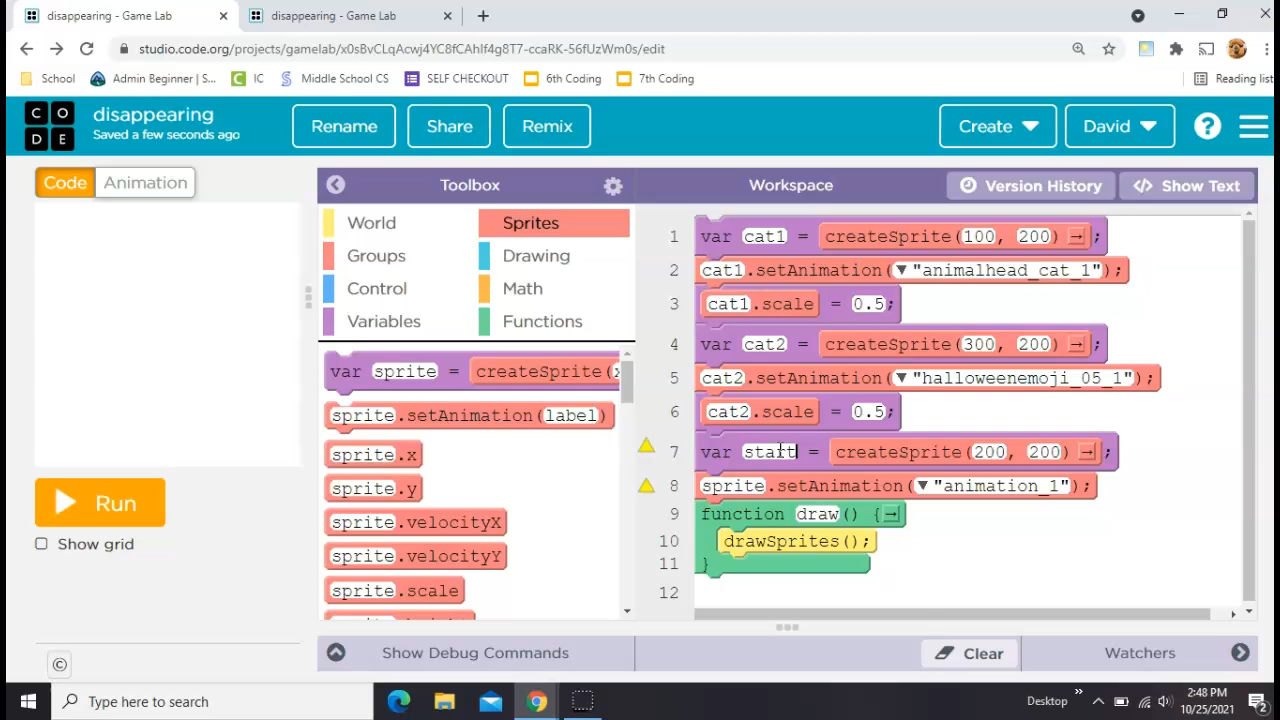 disappearing - Game Lab
disappearing - Game Lab
studio.code.org/projects/gamelab/x0sBvCLqAcwj4YC8fCAhIf4g8T7-ccaRK-56fUzWm0s/edit
School
Admin Beginner | S...
IC
Middle School CS
SELF CHECKOUT
6th Coding
7th Coding
Reading list
C O D E
disappearing
Saved a few seconds ago
Rename
Share
Remix
Create
David
?
Code
Animation
Toolbox
Workspace
Version History
</> Show Text
World
Sprites
Groups
Drawing
Control
Math
Variables
Functions
var sprite = createSprite(
sprite.setAnimation(label)
sprite.x
sprite.y
sprite.velocityX
sprite.velocityY
sprite.scale
1 var cat1 = createSprite(100, 200);
2 cat1.setAnimation("animalhead_cat_1");
3 cat1.scale = 0.5;
4 var cat2 = createSprite(300, 200);
5 cat2.setAnimation("halloweenemoji_05_1");
6 cat2.scale = 0.5;
7 var start = createSprite(200, 200);
8 sprite.setAnimation("animation_1");
9 function draw() {
10 drawSprites();
11 }
12
Run
Show grid
©
Show Debug Commands
Clear
Watchers
Type here to search
Desktop
2:48 PM
10/25/2021
2